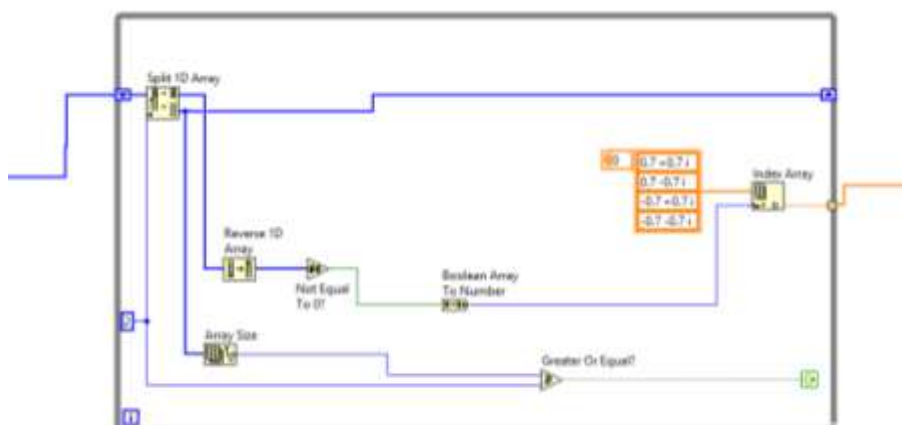 Split 1D Array
0.7 +0.7 i
0.7 -0.7 i
-0.7 +0.7 i
-0.7 -0.7 i
Index Array
Reverse 1D
Array
Not Equal
To 0?
Boolean Array
To Number
Array Size
Greater Or Equal?
i